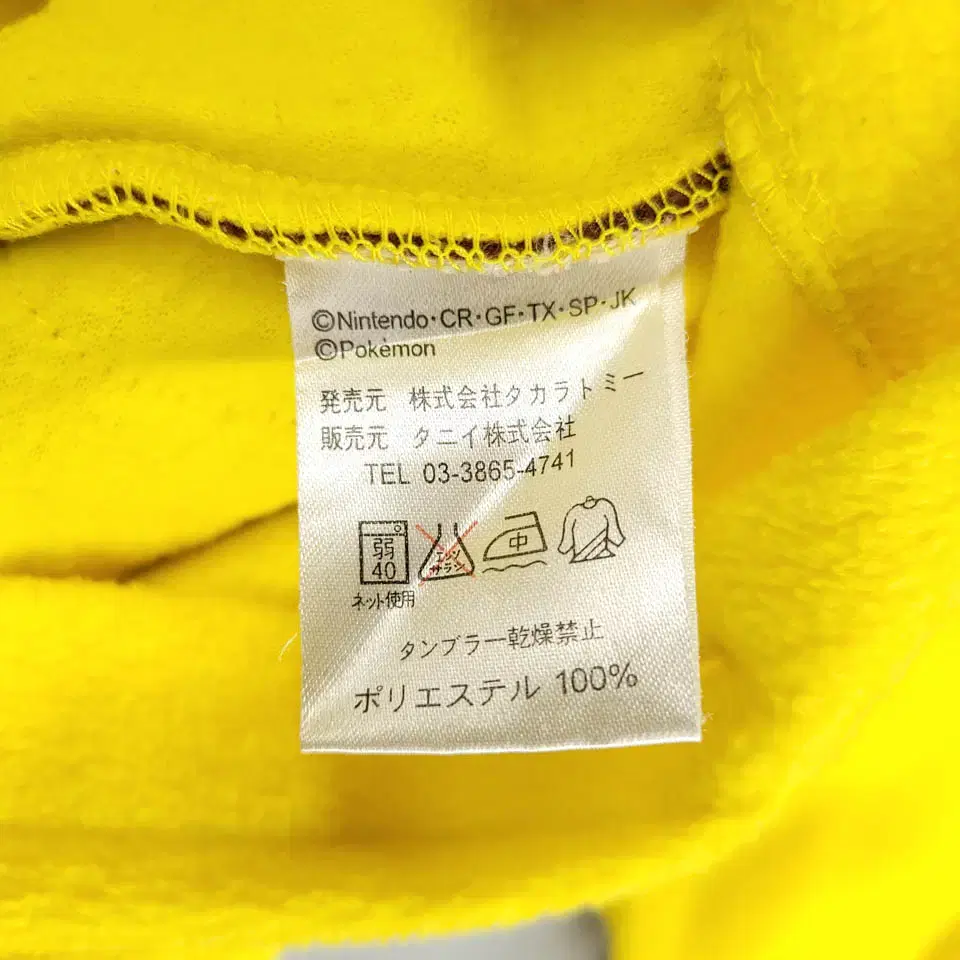 ©Nintendo・CR・GF・TX・SP・JK
©Pokémon
発売元 株式会社タカラトミー
販売元 タニイ株式会社
TEL 03-3865-4741
弱
40
エンソ
サラシ
中
ネット使用
タンブラー乾燥禁止
ポリエステル 100%